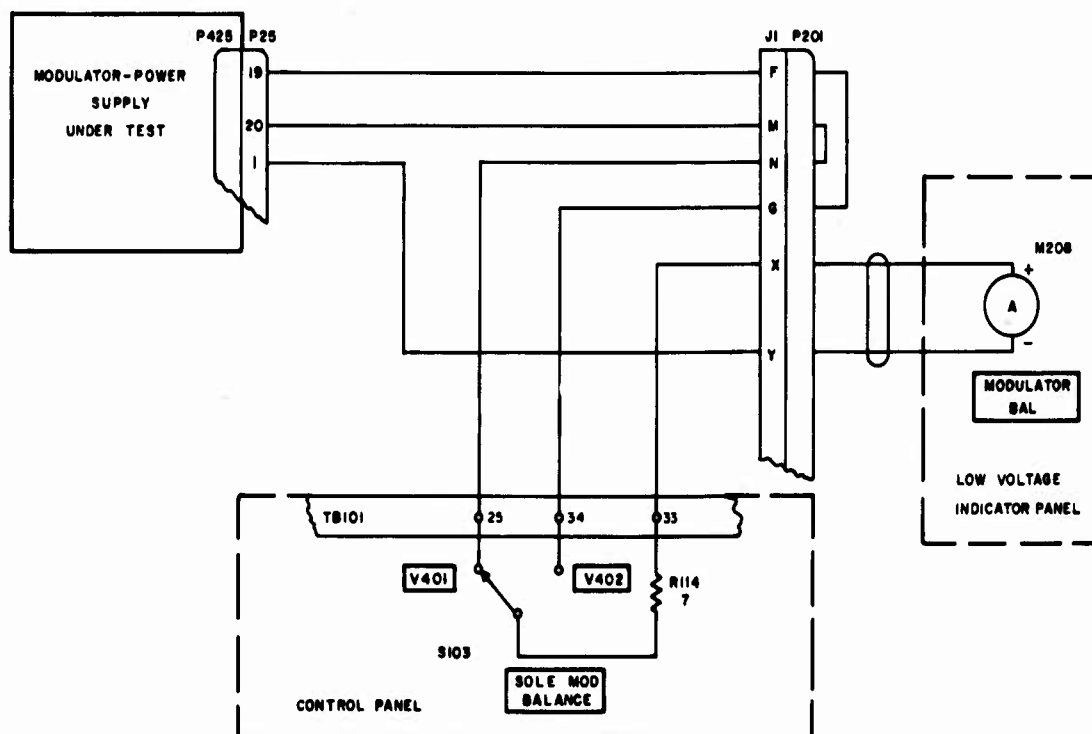 P425 P25
J1 P201
MODULATOR-POWER
SUPPLY
UNDER TEST
19
20
1
F
M
N
G
X
Y
M208
+
A
-
MODULATOR
BAL
LOW VOLTAGE
INDICATOR PANEL
TB101
25
34
33
V401
V402
R114
7
S103
SOLE MOD
BALANCE
CONTROL PANEL